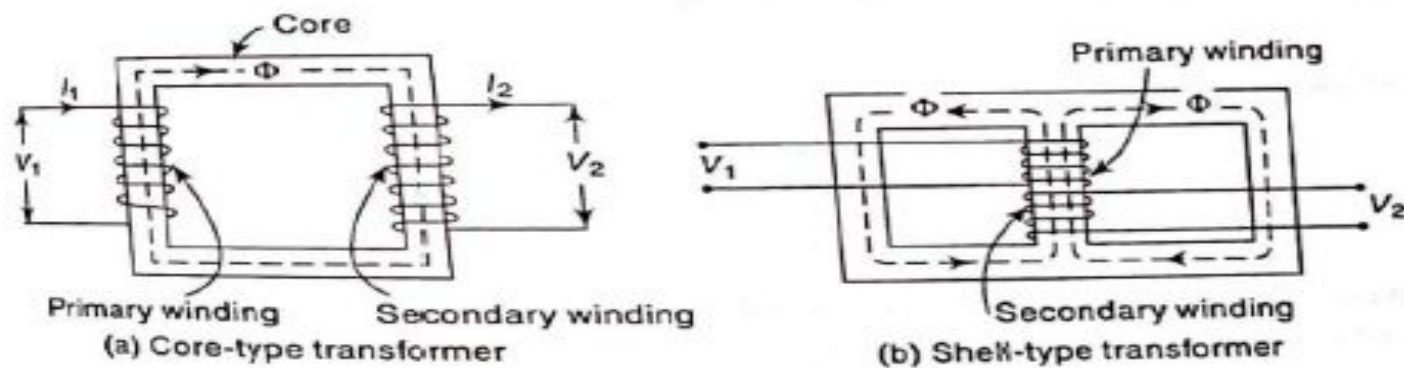 Core
Φ
I₁
I₂
V₁
V₂
Primary winding
Secondary winding
(a) Core-type transformer
Primary winding
Φ
Φ
V₁
V₂
Secondary winding
(b) Shell-type transformer